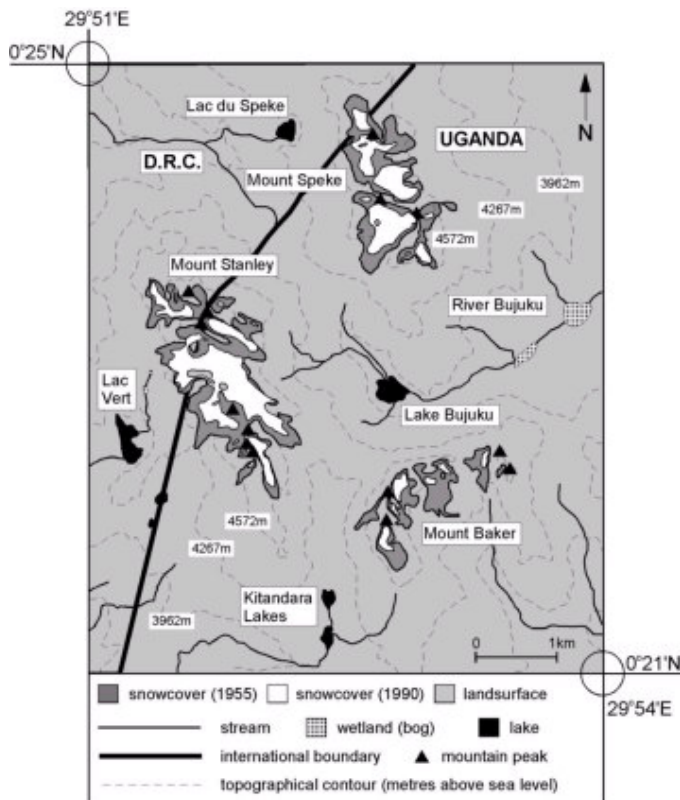 29°51'E
0°25'N
Lac du Speke
UGANDA
N
D.R.C.
Mount Speke
3962m
4267m
4572m
Mount Stanley
River Bujuku
Lac
Vert
Lake Bujuku
4572m
Mount Baker
4267m
Kitandara
Lakes
3962m
0 1km
0°21'N
snowcover (1955) snowcover (1990) landsurface
29°54'E
stream wetland (bog) lake
international boundary mountain peak
topographical contour (metres above sea level)